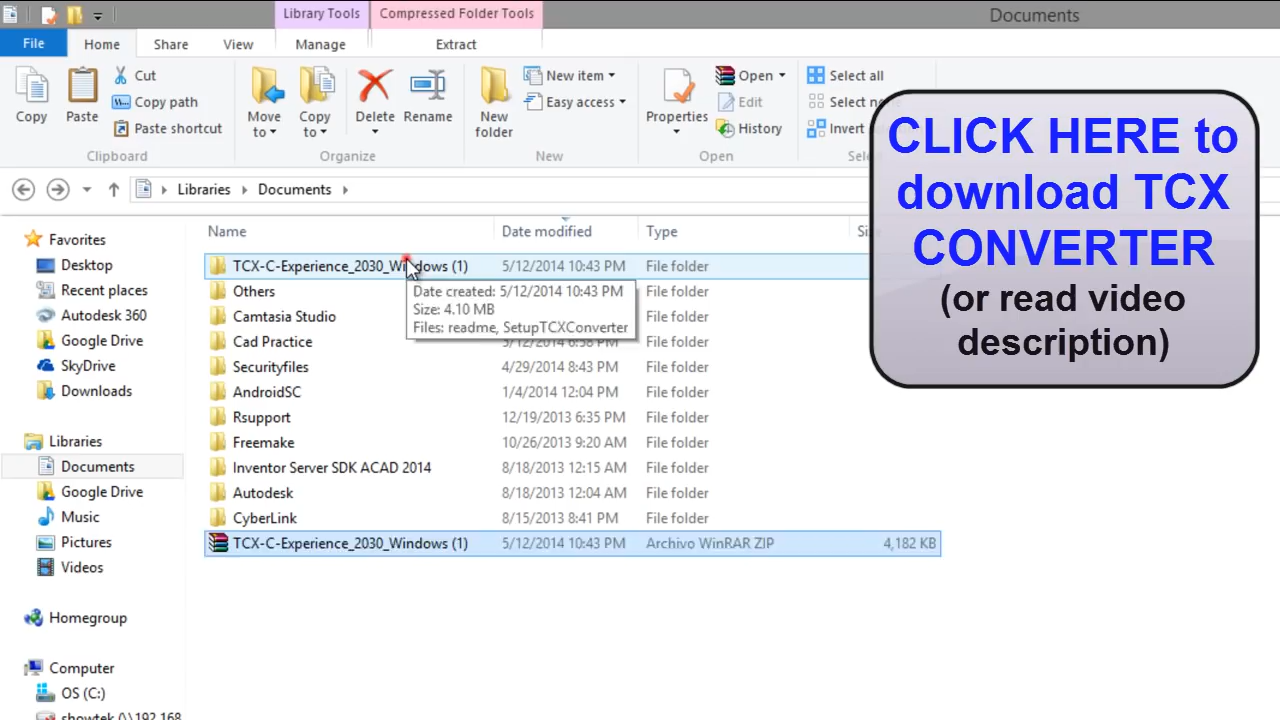 Library Tools
Compressed Folder Tools
Documents
File
Home
Share
View
Manage
Extract
Copy
Paste
Cut
Copy path
Paste shortcut
Clipboard
Move
to
Copy
to
Delete
Rename
Organize
New
folder
New item
Easy access
New
Properties
Open
Edit
History
Open
Select all
Select
Invert
CLICK HERE to
download TCX
CONVERTER
(or read video
description)
Libraries
Documents
Name
Date modified
Type
Favorites
Desktop
Recent places
Autodesk 360
Google Drive
SkyDrive
Downloads
Libraries
Documents
Google Drive
Music
Pictures
Videos
Homegroup
Computer
OS (C:)
showtek (\\192.168
TCX-C-Experience_2030_Windows (1) 5/12/2014 10:43 PM File folder
Others File folder
Camtasia Studio File folder
Cad Practice 5/12/2014 6:58 PM File folder
Securityfiles 4/29/2014 8:43 PM File folder
AndroidSC 1/4/2014 12:04 PM File folder
Rsupport 12/19/2013 6:35 PM File folder
Freemake 10/26/2013 9:20 AM File folder
Inventor Server SDK ACAD 2014 8/18/2013 12:15 AM File folder
Autodesk 8/18/2013 12:04 AM File folder
CyberLink 8/15/2013 8:41 PM File folder
TCX-C-Experience_2030_Windows (1) 5/12/2014 10:43 PM Archivo WinRAR ZIP 4,182 KB
Date created: 5/12/2014 10:43 PM
Size: 4.10 MB
Files: readme, SetupTCXConverter